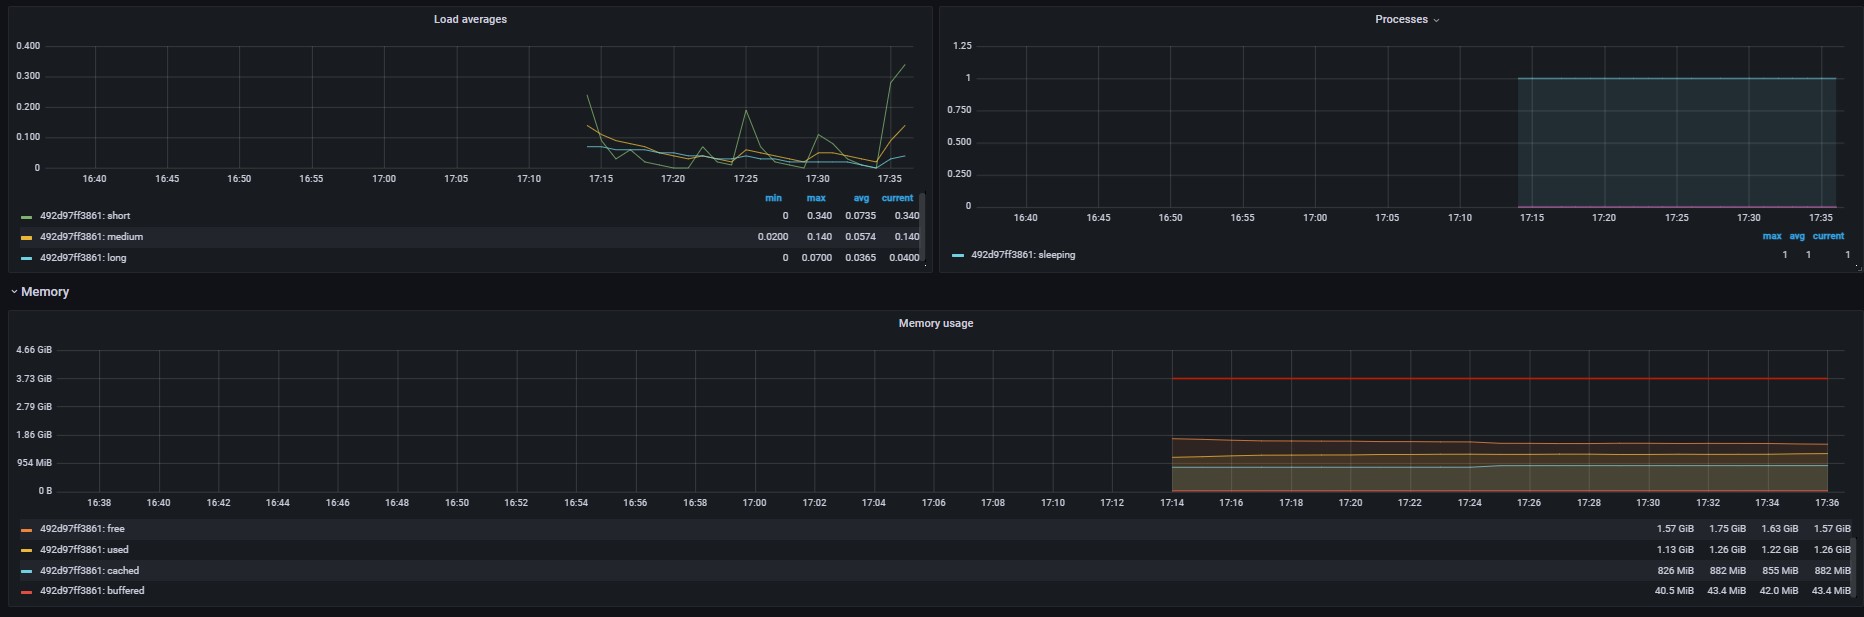 Load averages
0.400
0.300
0.200
0.100
0
16:40 16:45 16:50 16:55 17:00 17:05 17:10 17:15 17:20 17:25 17:30 17:35
min max avg current
492d97ff3861: short 0 0.340 0.0735 0.340
492d97ff3861: medium 0.0200 0.140 0.0574 0.140
492d97ff3861: long 0 0.0700 0.0365 0.0400
Processes
1.25
1
0.750
0.500
0.250
0
16:40 16:45 16:50 16:55 17:00 17:05 17:10 17:15 17:20 17:25 17:30 17:35
max avg current
492d97ff3861: sleeping 1 1 1
Memory
Memory usage
4.66 GiB
3.73 GiB
2.79 GiB
1.86 GiB
954 MiB
0 B
16:38 16:40 16:42 16:44 16:46 16:48 16:50 16:52 16:54 16:56 16:58 17:00 17:02 17:04 17:06 17:08 17:10 17:12 17:14 17:16 17:18 17:20 17:22 17:24 17:26 17:28 17:30 17:32 17:34 17:36
492d97ff3861: free 1.57 GiB 1.75 GiB 1.63 GiB 1.57 GiB
492d97ff3861: used 1.13 GiB 1.26 GiB 1.22 GiB 1.26 GiB
492d97ff3861: cached 826 MiB 882 MiB 855 MiB 882 MiB
492d97ff3861: buffered 40.5 MiB 43.4 MiB 42.0 MiB 43.4 MiB